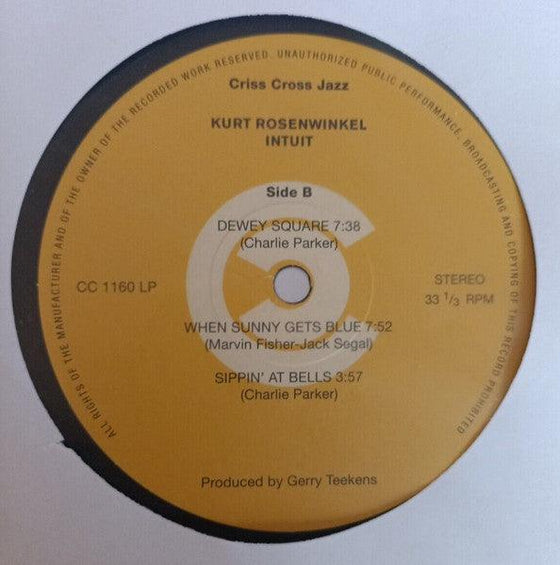 ALL RIGHTS OF THE MANUFACTURER AND OF THE OWNER OF THE RECORDED WORK RESERVED. UNAUTHORIZED PUBLIC PERFORMANCE, BROADCASTING AND COPYING OF THIS RECORD PROHIBITED
Criss Cross Jazz
KURT ROSENWINKEL
INTUIT
Side B
DEWEY SQUARE 7:38
(Charlie Parker)
CC 1160 LP
STEREO
33 1/3 RPM
WHEN SUNNY GETS BLUE 7:52
(Marvin Fisher-Jack Segal)
SIPPIN' AT BELLS 3:57
(Charlie Parker)
Produced by Gerry Teekens